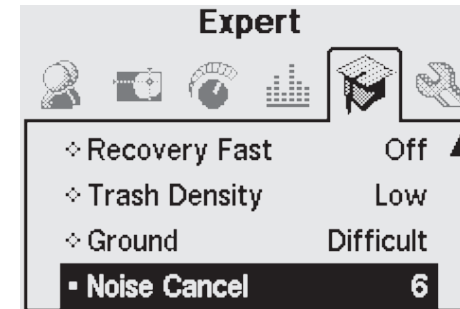 Expert
Recovery Fast Off
Trash Density Low
Ground Difficult
Noise Cancel 6